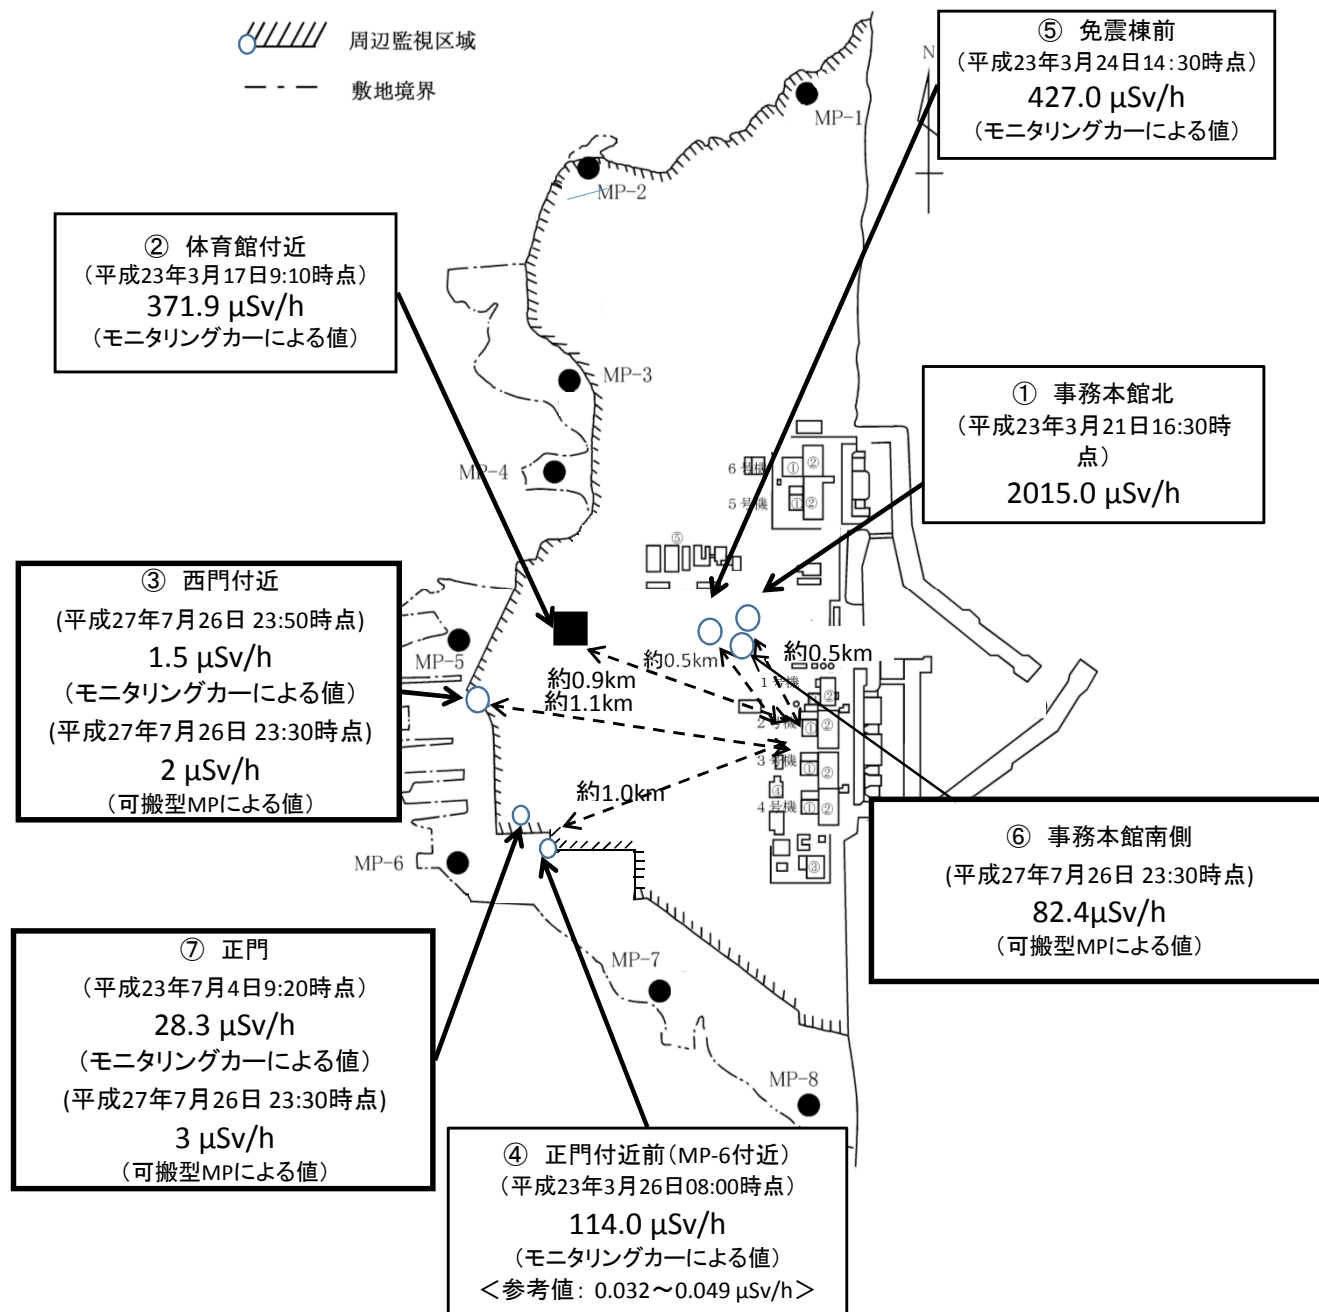 周辺監視区域
敷地境界
⑤ 免震棟前
(平成23年3月24日14:30時点)
427.0 μSv/h
(モニタリングカーによる値)
N
MP-1
MP-2
② 体育館付近
(平成23年3月17日9:10時点)
371.9 μSv/h
(モニタリングカーによる値)
MP-3
① 事務本館北
(平成23年3月21日16:30時
点)
2015.0 μSv/h
MP-4
6号機
①
②
5号機
①
②
⑤
③ 西門付近
(平成27年7月26日 23:50時点)
1.5 μSv/h
(モニタリングカーによる値)
(平成27年7月26日 23:30時点)
2 μSv/h
(可搬型MPによる値)
MP-5
約0.9km
約1.1km
約0.5km
約0.5km
1号機
②
2号機
①
②
3号機
①
②
④
4号機
①
②
③
約1.0km
MP-6
⑥ 事務本館南側
(平成27年7月26日 23:30時点)
82.4μSv/h
(可搬型MPによる値)
⑦ 正門
(平成23年7月4日9:20時点)
28.3 μSv/h
(モニタリングカーによる値)
(平成27年7月26日 23:30時点)
3 μSv/h
(可搬型MPによる値)
MP-7
MP-8
④ 正門付近前(MP-6付近)
(平成23年3月26日08:00時点)
114.0 μSv/h
(モニタリングカーによる値)
<参考値: 0.032~0.049 μSv/h>